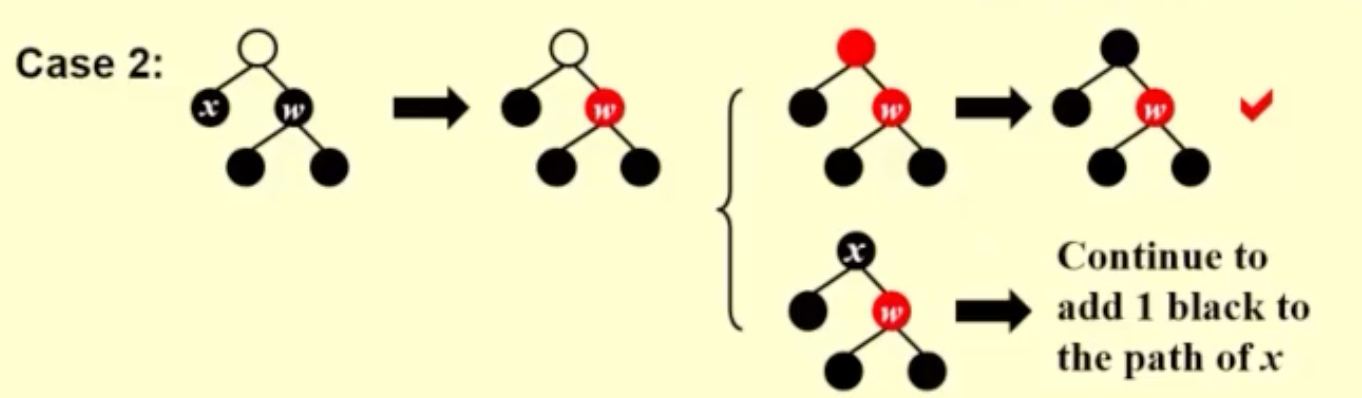 Case 2:
x w
w
w
w
x
w
Continue to
add 1 black to
the path of x